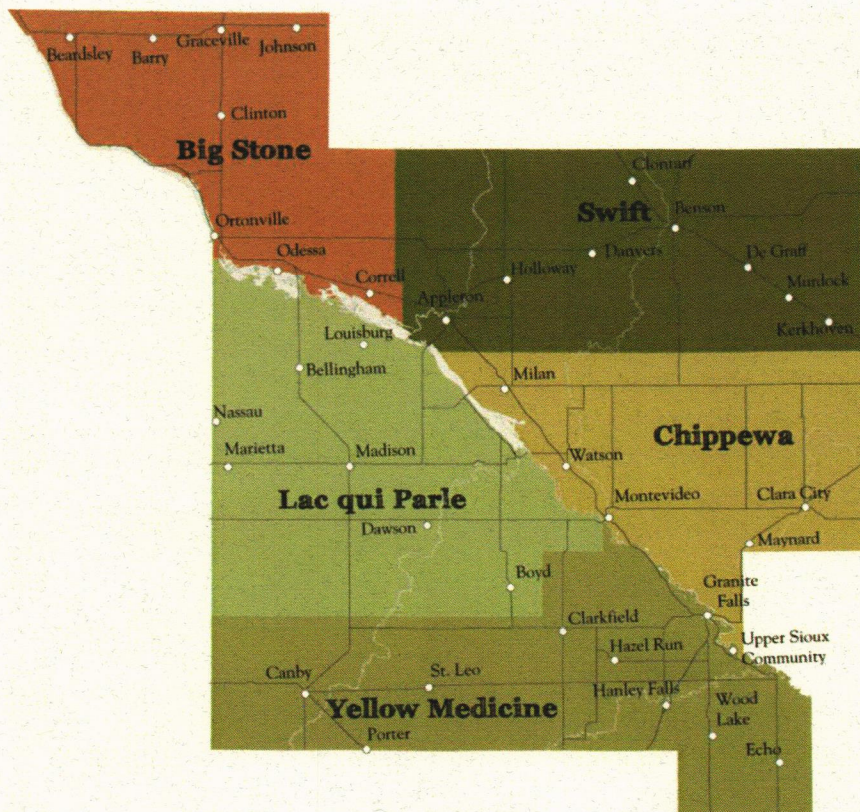 Beardsley
Barry
Graceville
Johnson
Clinton
Big Stone
Ortonville
Odessa
Correll
Clontarf
Swift
Benson
Danvers
De Graff
Holloway
Murdock
Appleton
Kerkhoven
Louisburg
Bellingham
Milan
Nassau
Chippewa
Marietta
Madison
Watson
Lac qui Parle
Montevideo
Clara City
Dawson
Maynard
Boyd
Granite
Falls
Clarkfield
Upper Sioux
Community
Hazel Run
Canby
St. Leo
Hanley Falls
Wood
Lake
Yellow Medicine
Porter
Echo